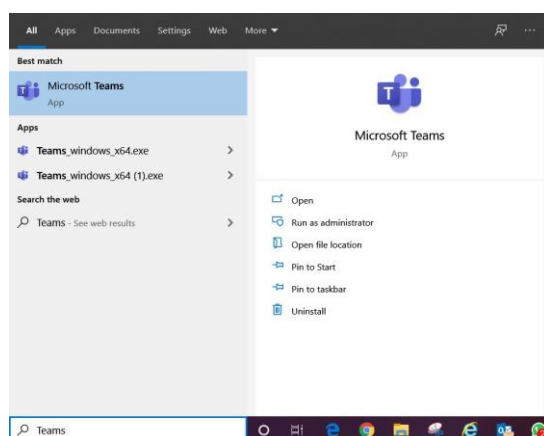 All Apps Documents Settings Web More
Best match
Microsoft Teams
App
Apps
Teams_windows_x64.exe
Teams_windows_x64 (1).exe
Search the web
Teams - See web results
Microsoft Teams
App
Open
Run as administrator
Open file location
Pin to Start
Pin to taskbar
Uninstall
Teams